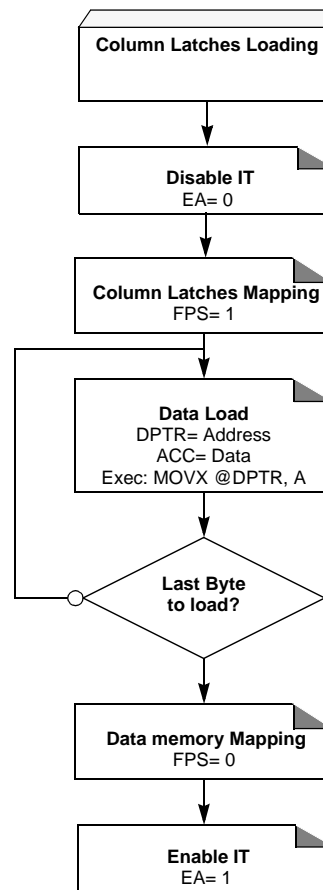 Column Latches Loading
Disable IT
EA= 0
Column Latches Mapping
FPS= 1
Data Load
DPTR= Address
ACC= Data
Exec: MOVX @DPTR, A
Last Byte
to load?
Data memory Mapping
FPS= 0
Enable IT
EA= 1